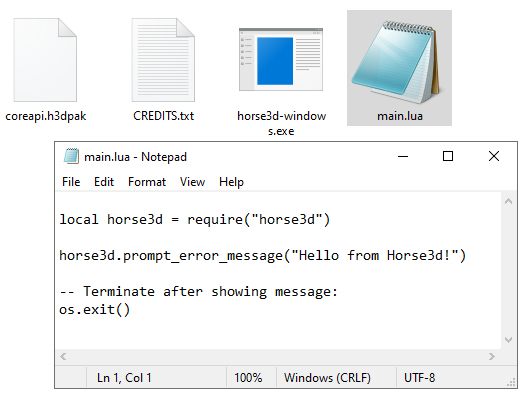 coreapi.h3dpak
CREDITS.txt
horse3d-window
s.exe
main.lua
main.lua - Notepad
File Edit Format View Help
local horse3d = require("horse3d")
horse3d.prompt_error_message("Hello from Horse3d!")
-- Terminate after showing message:
os.exit()
Ln 1, Col 1 100% Windows (CRLF) UTF-8